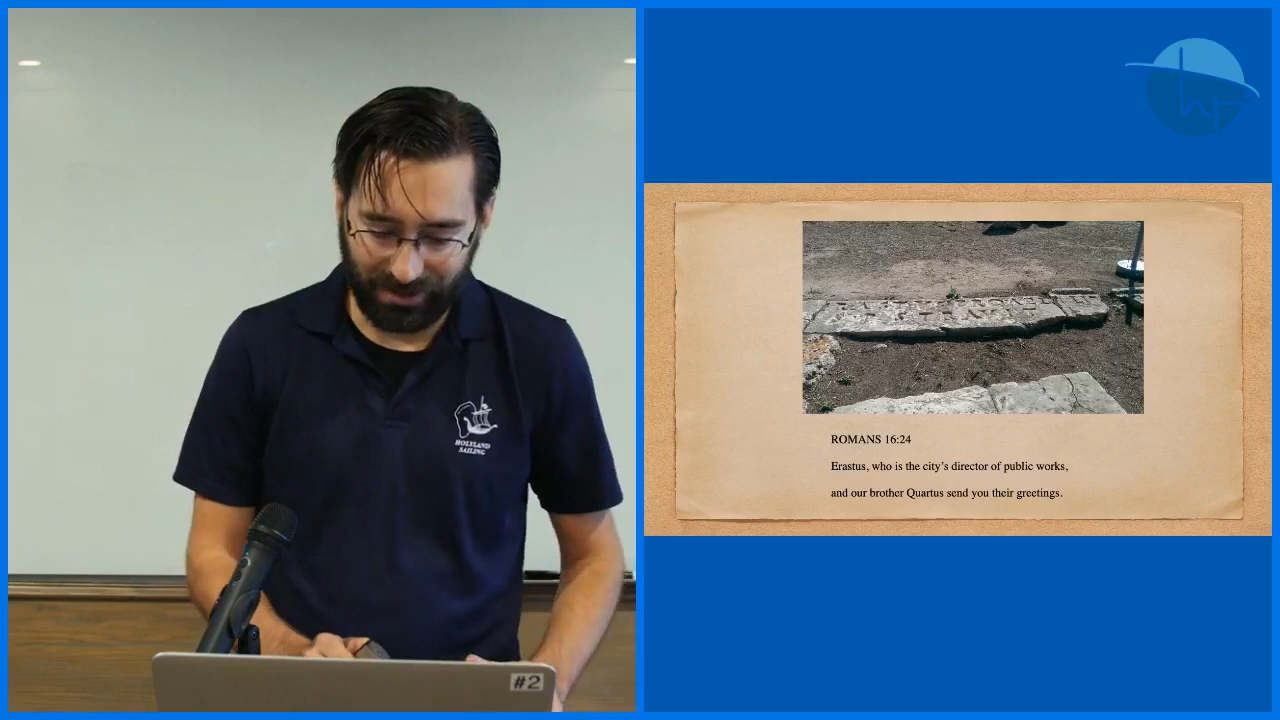 HOLYLAND
SAILING
#2
ROMANS 16:24
Erastus, who is the city's director of public works,
and our brother Quartus send you their greetings.